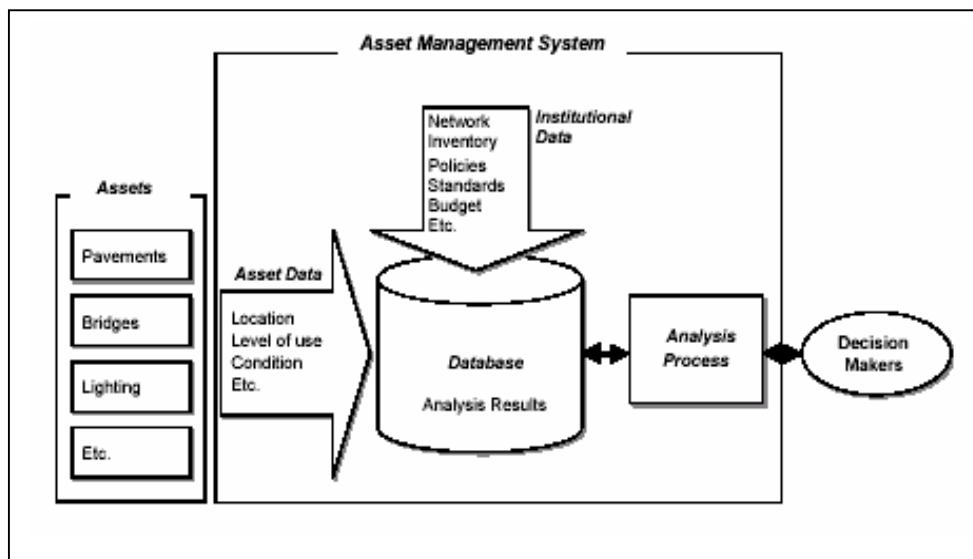 Asset Management System
Network
Inventory
Policies
Standards
Budget
Etc.
Institutional
Data
Assets
Pavements
Bridges
Lighting
Etc.
Asset Data
Location
Level of use
Condition
Etc.
Database
Analysis Results
Analysis
Process
Decision
Makers